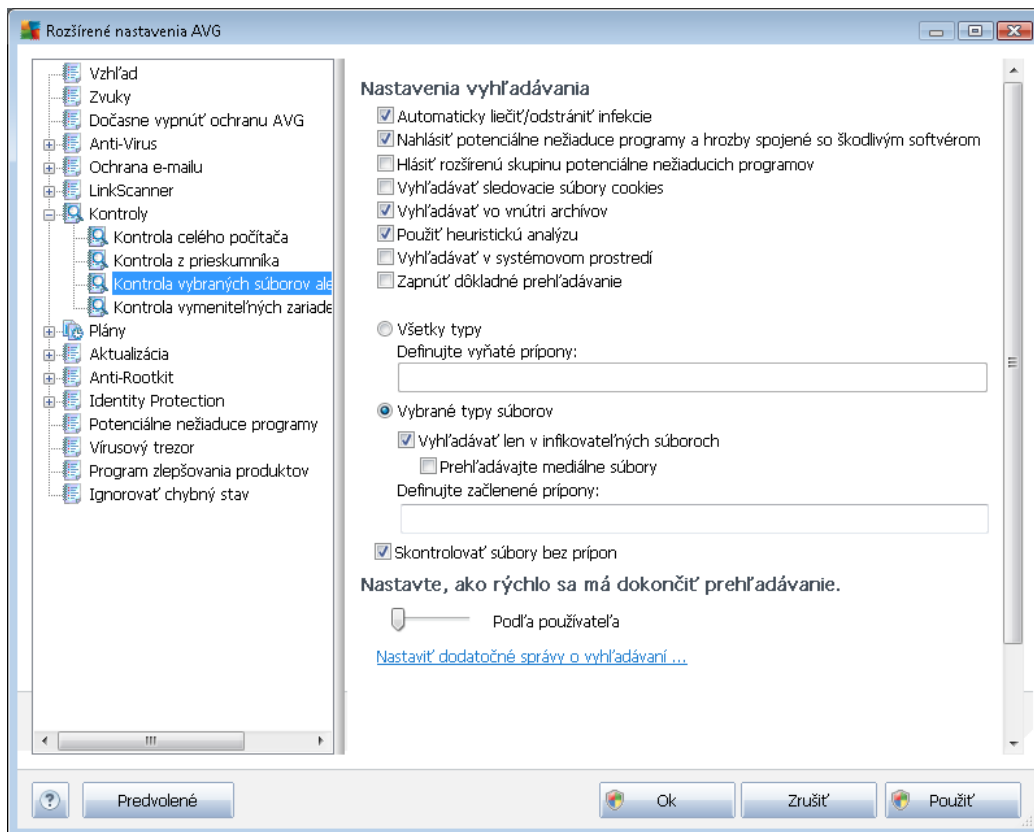 Rozšírené nastavenia AVG
Vzhľad
Zvuky
Dočasne vypnúť ochranu AVG
Anti-Virus
Ochrana e-mailu
LinkScanner
Kontroly
Kontrola celého počítača
Kontrola z prieskumníka
Kontrola vybraných súborov ale
Kontrola vymeniteľných zariade
Plány
Aktualizácia
Anti-Rootkit
Identity Protection
Potenciálne nežiaduce programy
Vírusový trezor
Program zlepšovania produktov
Ignorovať chybný stav
Nastavenia vyhľadávania
Automaticky liečiť/odstrániť infekcie
Nahlásiť potenciálne nežiaduce programy a hrozby spojené so škodlivým softvérom
Hlásiť rozšírenú skupinu potenciálne nežiaducich programov
Vyhľadávať sledovacie súbory cookies
Vyhľadávať vo vnútri archívov
Použiť heuristickú analýzu
Vyhľadávať v systémovom prostredí
Zapnúť dôkladné prehľadávanie
Všetky typy
Definujte vyňaté prípony:
Vybrané typy súborov
Vyhľadávať len v infikovateľných súboroch
Prehľadávajte mediálne súbory
Definujte začlenené prípony:
Skontrolovať súbory bez prípon
Nastavte, ako rýchlo sa má dokončiť prehľadávanie.
Podľa používateľa
Nastaviť dodatočné správy o vyhľadávaní ...
?
Predvolené
Ok
Zrušiť
Použiť